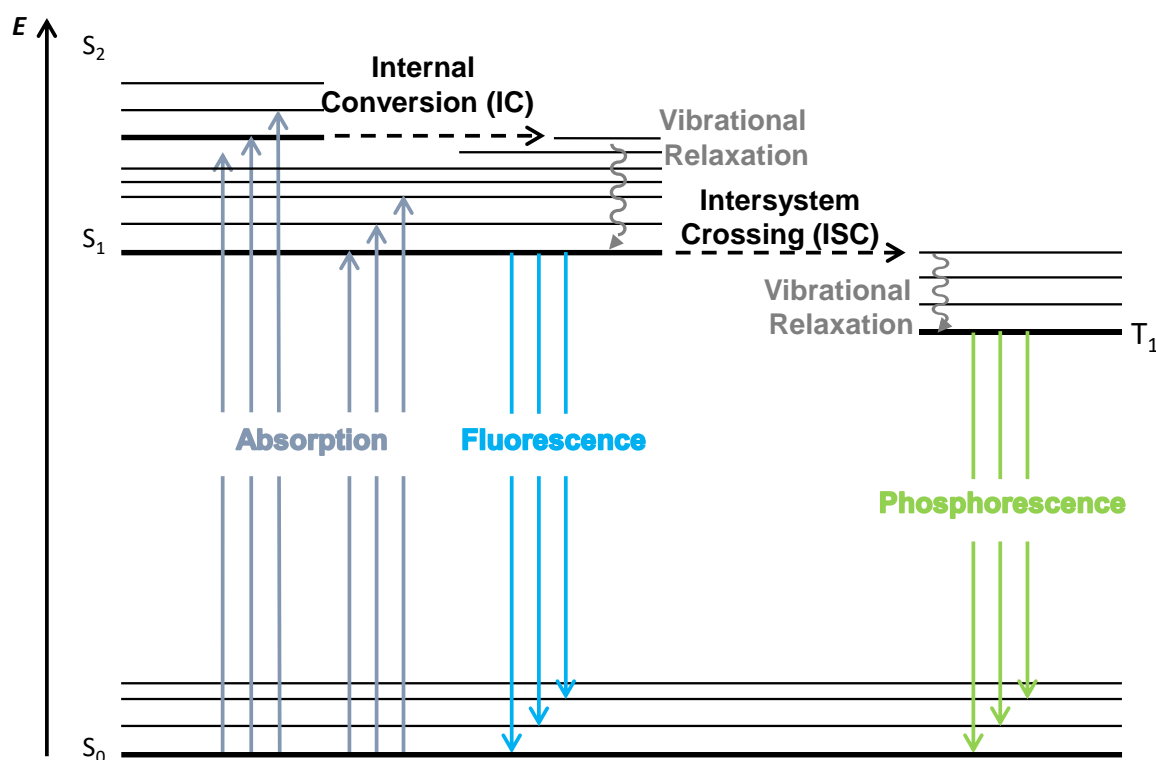 E
S₂
Internal
Conversion (IC)
Vibrational
Relaxation
Intersystem
Crossing (ISC)
S₁
Vibrational
Relaxation
T₁
Absorption
Fluorescence
Phosphorescence
S₀